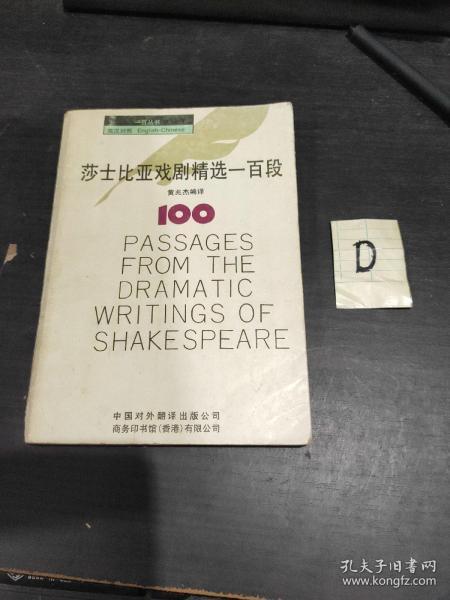 一百丛书
英汉对照 English-Chinese
莎士比亚戏剧精选一百段
黄兆杰编译
100
PASSAGES
FROM THE
DRAMATIC
WRITINGS OF
SHAKESPEARE
中国对外翻译出版公司
商务印书馆(香港)有限公司
D
孔夫子旧书网
www.kongfz.com